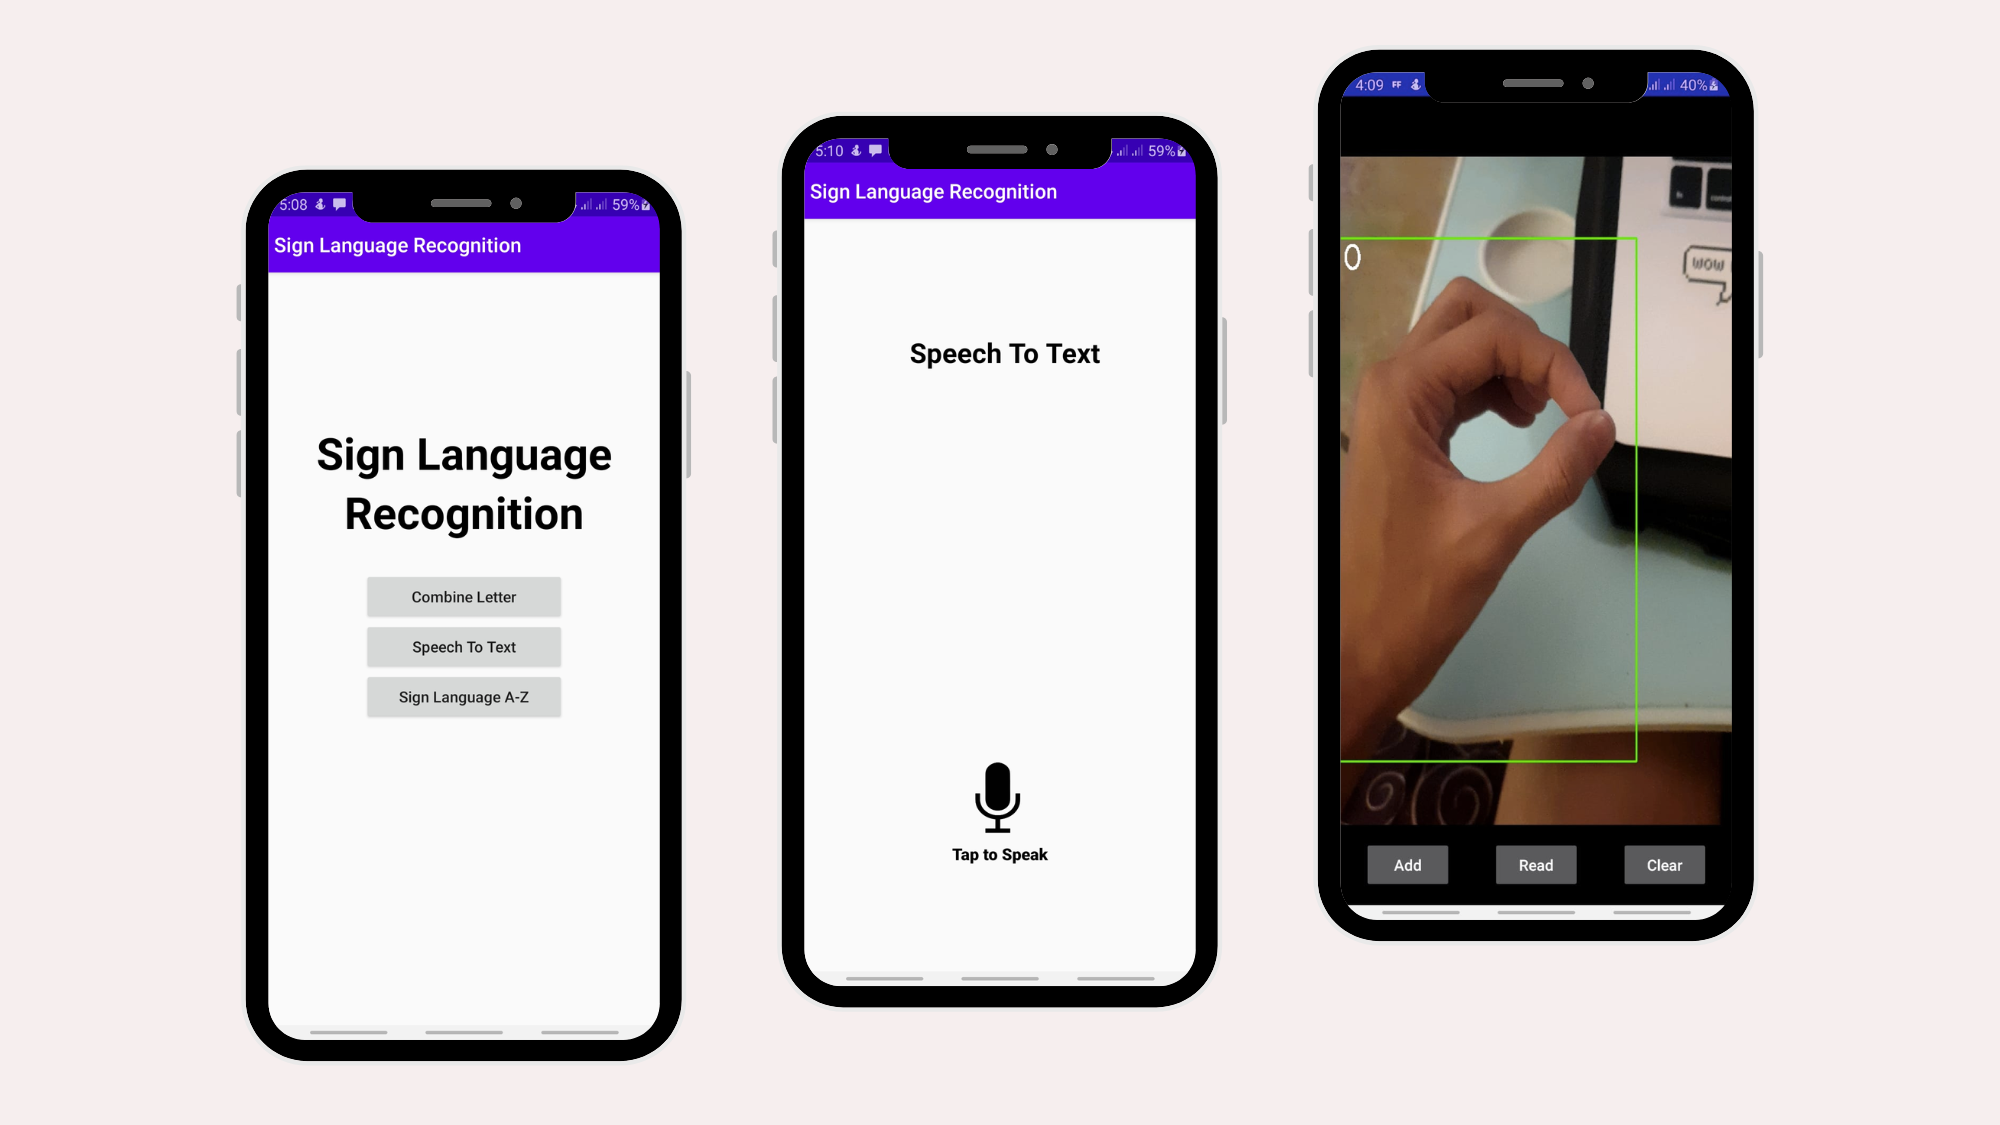 5:08
59%
Sign Language Recognition
Sign Language
Recognition
Combine Letter
Speech To Text
Sign Language A-Z
5:10
59%
Sign Language Recognition
Speech To Text
Tap to Speak
4:09 FF
40%
O
WOW
Add
Read
Clear